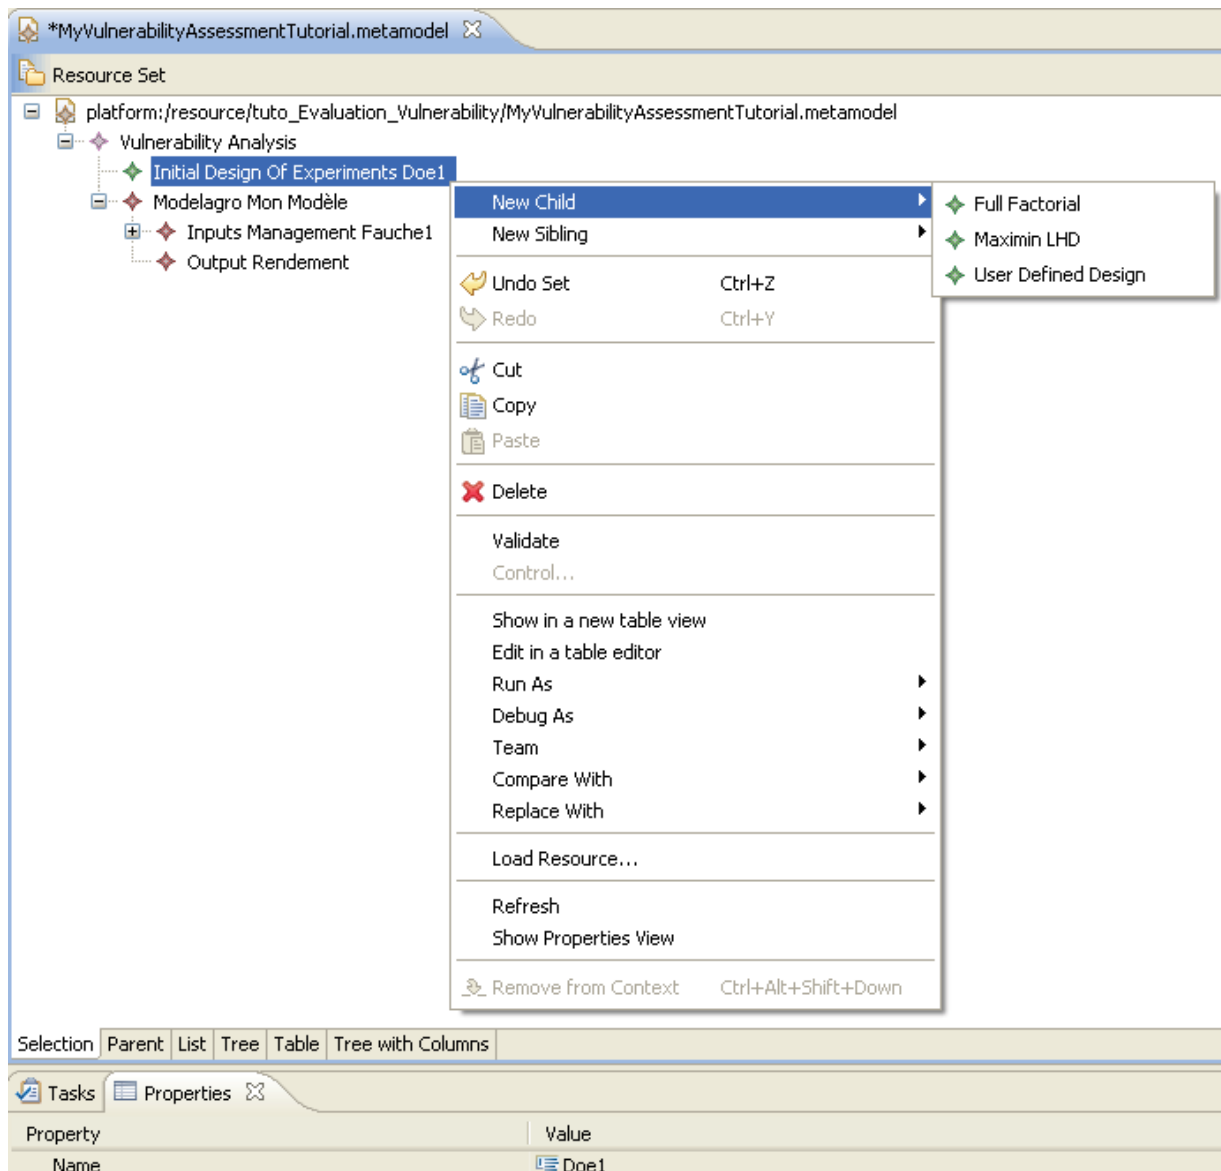 *MyVulnerabilityAssessmentTutorial.metamodel
Resource Set
platform:/resource/tuto_Evaluation_Vulnerability/MyVulnerabilityAssessmentTutorial.metamodel
Vulnerability Analysis
Initial Design Of Experiments Doe1
Modelagro Mon Modèle
Inputs Management Fauche1
Output Rendement
New Child
New Sibling
Undo Set Ctrl+Z
Redo Ctrl+Y
Cut
Copy
Paste
Delete
Validate
Control...
Show in a new table view
Edit in a table editor
Run As
Debug As
Team
Compare With
Replace With
Load Resource...
Refresh
Show Properties View
Remove from Context Ctrl+Alt+Shift+Down
Full Factorial
Maximin LHD
User Defined Design
Selection Parent List Tree Table Tree with Columns
Tasks Properties
Property Value
Name Doe1